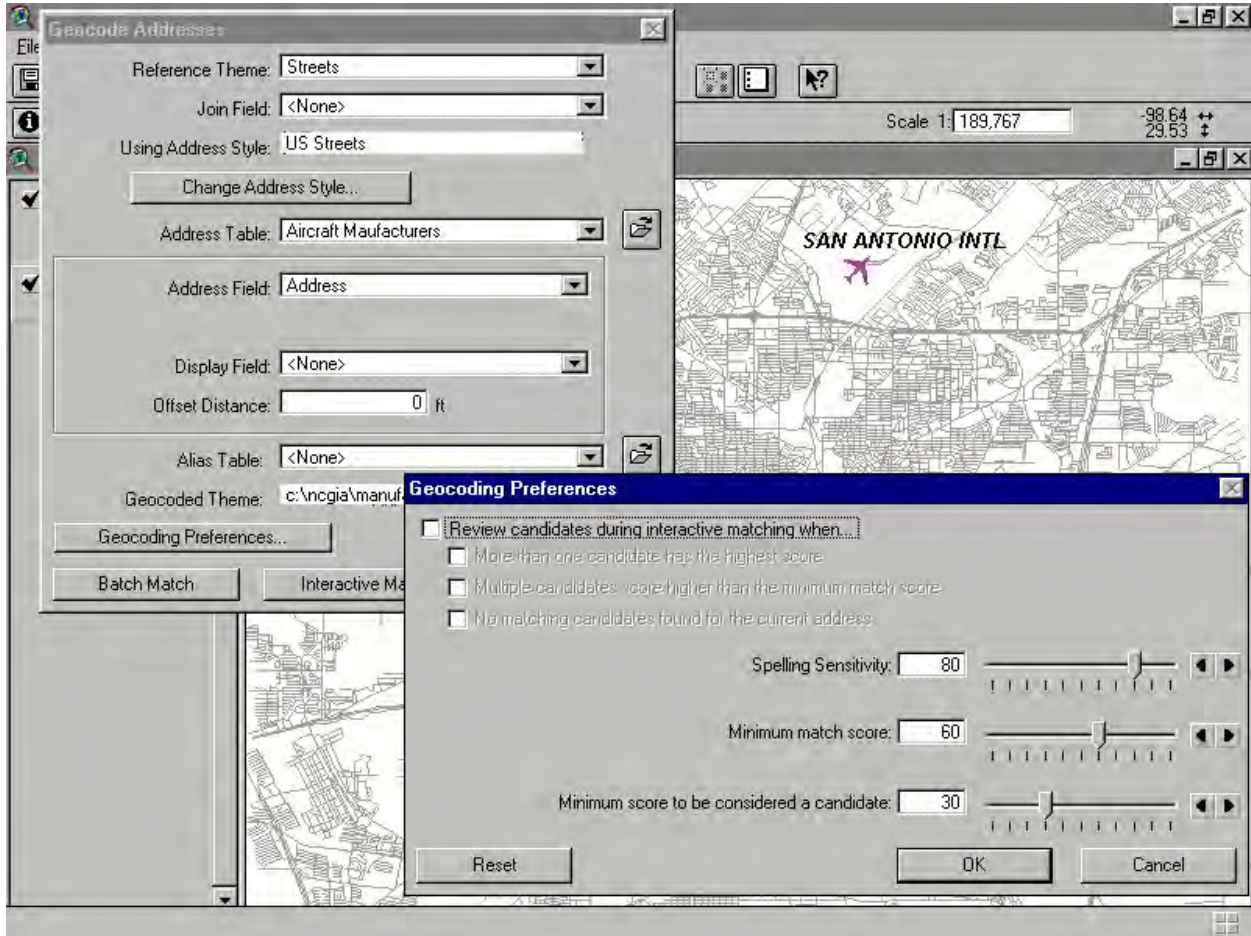 Geocode Addresses
File
Reference Theme: Streets
Join Field: <None>
Using Address Style: US Streets
Change Address Style...
Address Table: Aircraft Maufacturers
Address Field: Address
Display Field: <None>
Offset Distance: 0 ft
Alias Table: <None>
Geocoded Theme: c:\ncgia\manuf
Geocoding Preferences...
Batch Match
Interactive Ma
Scale 1: 189,767
-98.64
29.53
SAN ANTONIO INTL
Geocoding Preferences
Review candidates during interactive matching when...
More than one candidate has the highest score
Multiple candidates score higher than the minimum match score
No matching candidates found for the current address
Spelling Sensitivity: 80
Minimum match score: 60
Minimum score to be considered a candidate: 30
Reset
OK
Cancel